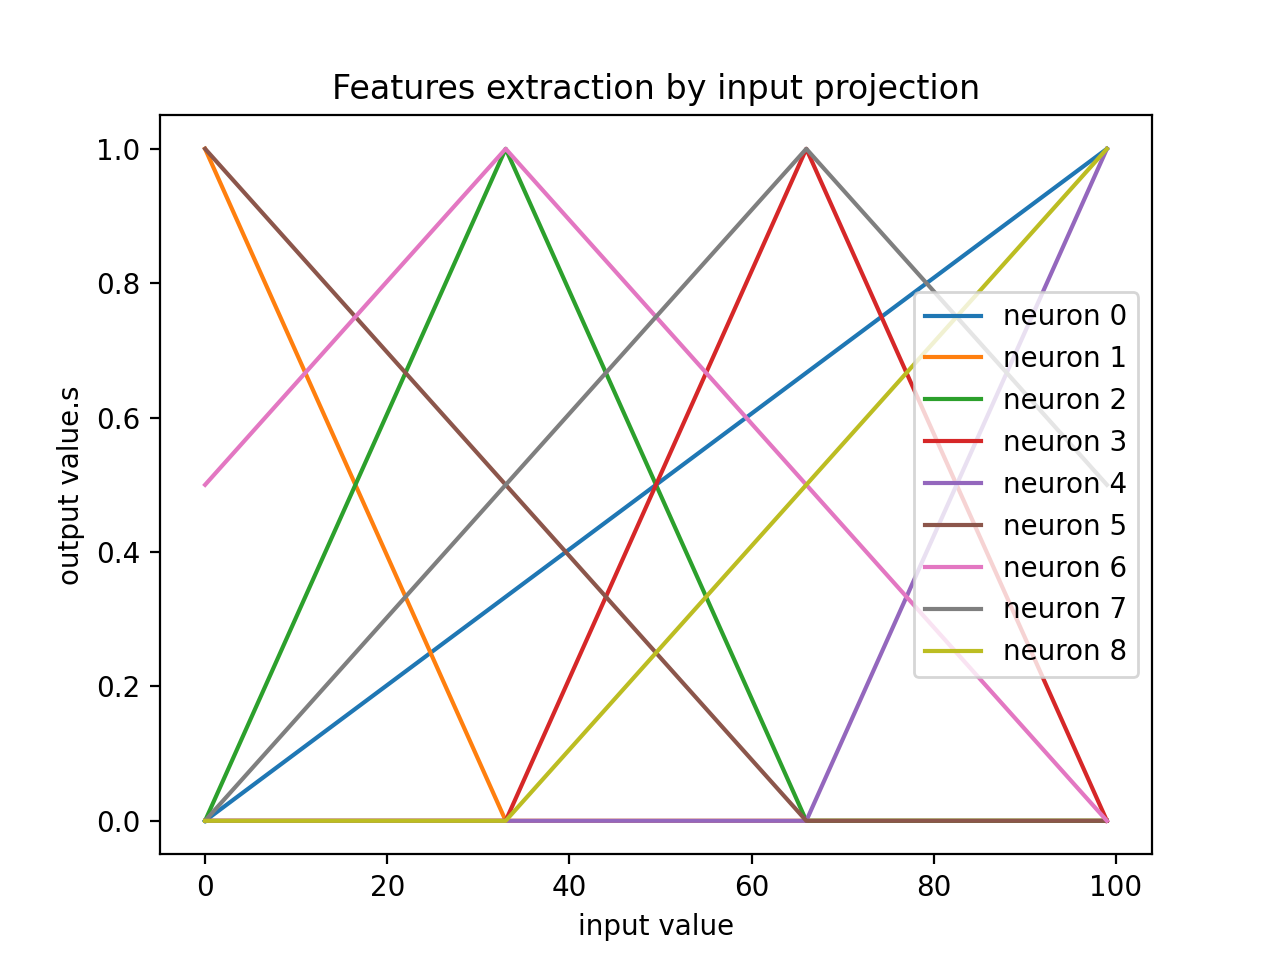 Features extraction by input projection
output value.s
1.0
0.8
0.6
0.4
0.2
0.0
neuron 0
neuron 1
neuron 2
neuron 3
neuron 4
neuron 5
neuron 6
neuron 7
neuron 8
0 20 40 60 80 100
input value